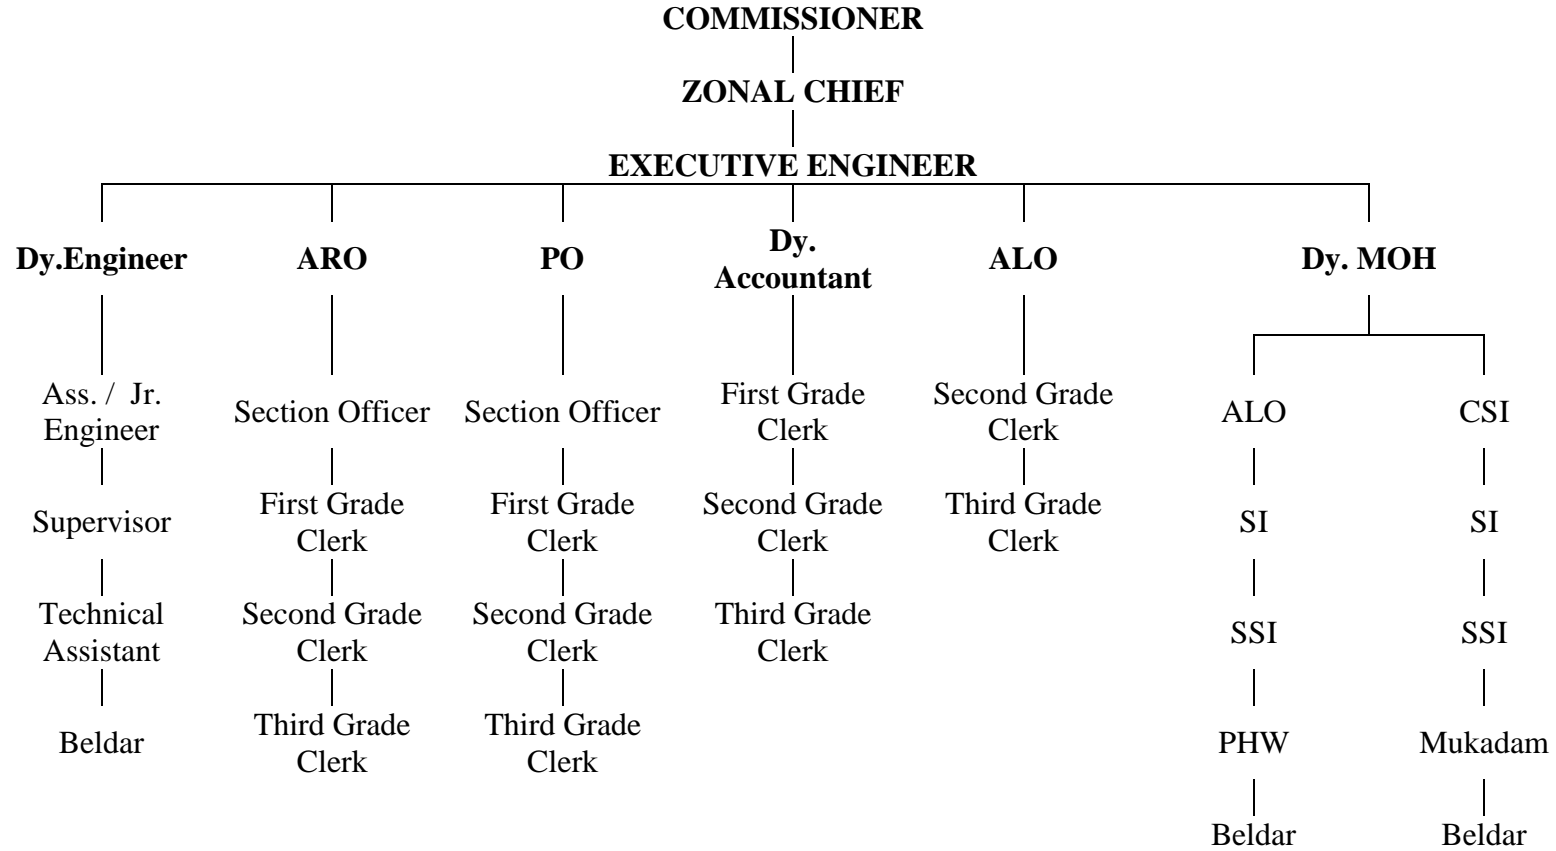 COMMISSIONER
ZONAL CHIEF
EXECUTIVE ENGINEER
Dy.Engineer
ARO
PO
Dy.
Accountant
ALO
Dy. MOH
Ass. / Jr.
Engineer
Section Officer
Section Officer
First Grade
Clerk
Second Grade
Clerk
ALO
CSI
Supervisor
First Grade
Clerk
First Grade
Clerk
Second Grade
Clerk
Third Grade
Clerk
SI
SI
Technical
Assistant
Second Grade
Clerk
Second Grade
Clerk
Third Grade
Clerk
SSI
SSI
Beldar
Third Grade
Clerk
Third Grade
Clerk
PHW
Mukadam
Beldar
Beldar